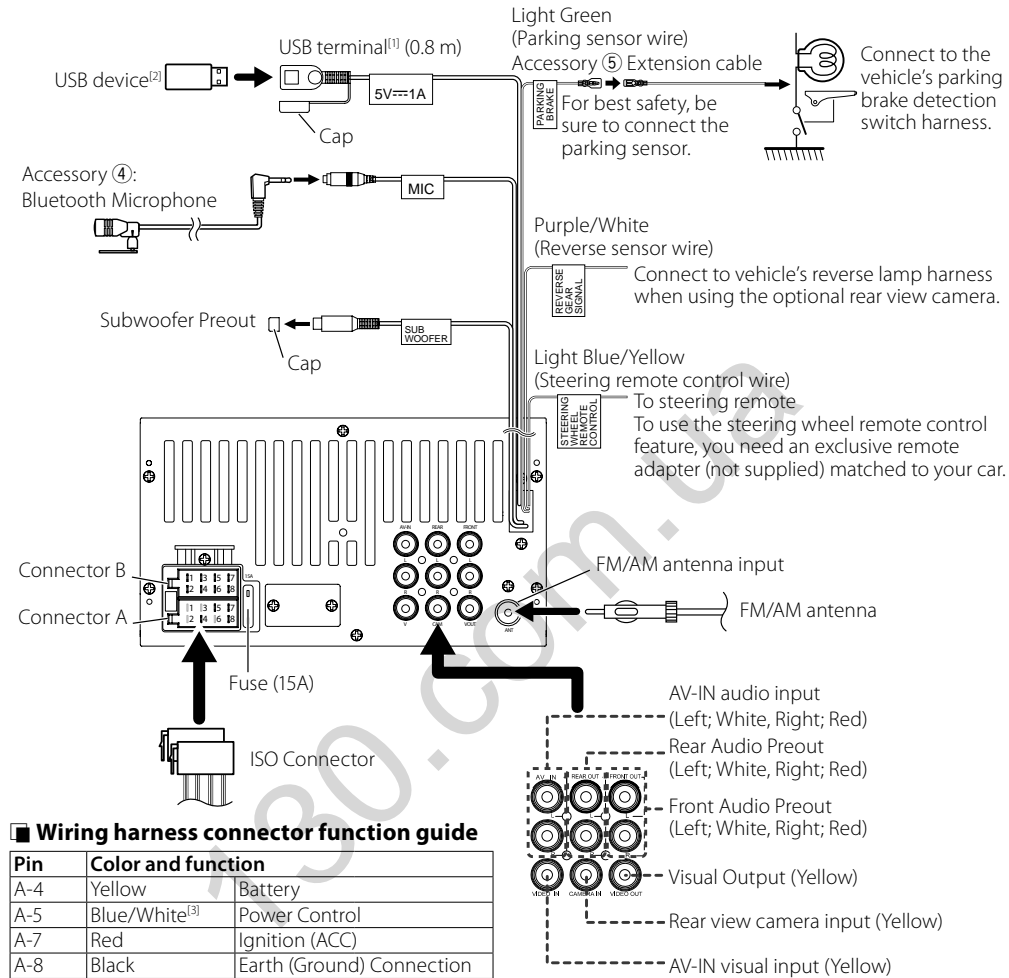 Light Green
(Parking sensor wire)
USB terminal[1] (0.8 m)
Accessory ⑤ Extension cable
USB device[2]
5V⎓1A
PARKING
BRAKE
Connect to the
vehicle's parking
brake detection
switch harness.
For best safety, be
sure to connect the
parking sensor.
Cap
Accessory ④:
Bluetooth Microphone
MIC
Purple/White
(Reverse sensor wire)
REVERSE
GEAR
SIGNAL
Connect to vehicle's reverse lamp harness
when using the optional rear view camera.
Subwoofer Preout
SUB
WOOFER
Cap
Light Blue/Yellow
(Steering remote control wire)
STEERING
WHEEL
REMOTE
CONTROL
To steering remote
To use the steering wheel remote control
feature, you need an exclusive remote
adapter (not supplied) matched to your car.
AV-IN REAR FRONT
L L L
R R R
V CAM VOUT
ANT
Connector B
1 3 5 7
2 4 6 8
15A
Connector A
1 3 5 7
2 4 6 8
FM/AM antenna input
FM/AM antenna
Fuse (15A)
ISO Connector
AV-IN audio input
(Left; White, Right; Red)
Rear Audio Preout
(Left; White, Right; Red)
Front Audio Preout
(Left; White, Right; Red)
Visual Output (Yellow)
Rear view camera input (Yellow)
AV-IN visual input (Yellow)
AV IN REAR OUT FRONT OUT
L L L
R R R
VIDEO IN CAMERA IN VIDEO OUT
Wiring harness connector function guide
Pin Color and function
A-4 Yellow Battery
A-5 Blue/White[3] Power Control
A-7 Red Ignition (ACC)
A-8 Black Earth (Ground) Connection
130.com.ua